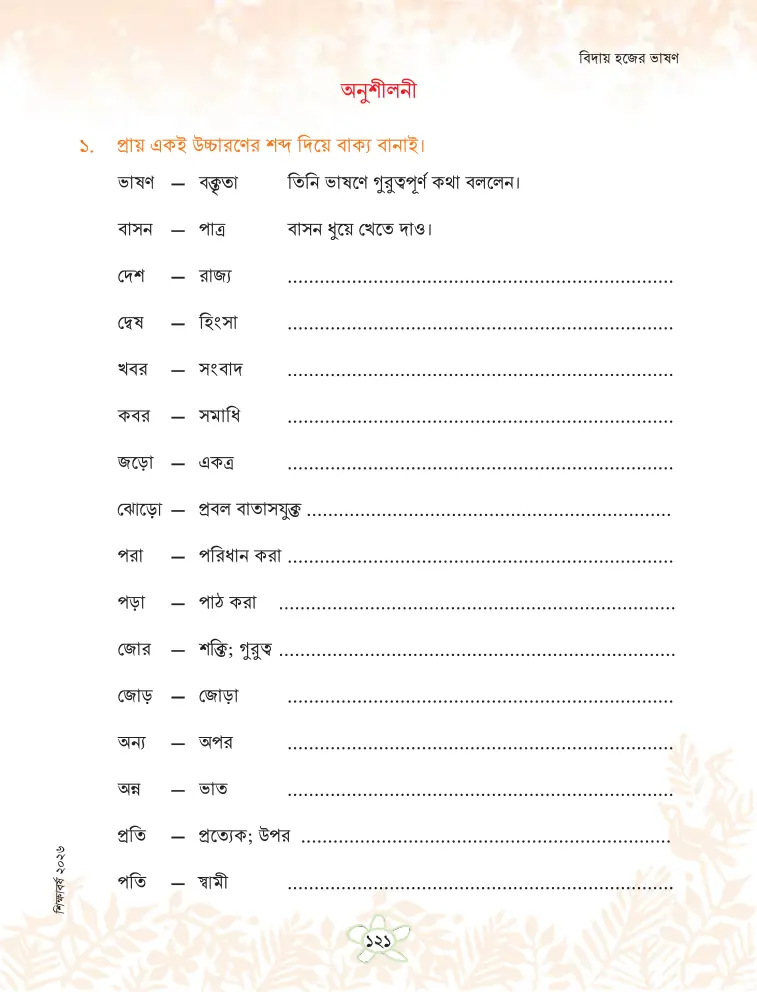 বিদায় হজের ভাষণ
অনুশীলনী
১. প্রায় একই উচ্চারণের শব্দ দিয়ে বাক্য বানাই।
ভাষণ — বক্তৃতা তিনি ভাষণে গুরুত্বপূর্ণ কথা বললেন।
বাসন — পাত্র বাসন ধুয়ে খেতে দাও।
দেশ — রাজ্য ........................................................................
দ্বেষ — হিংসা ........................................................................
খবর — সংবাদ ........................................................................
কবর — সমাধি ........................................................................
জড়ো — একত্র ........................................................................
ঝোড়ো — প্রবল বাতাসযুক্ত ....................................................................
পরা — পরিধান করা ........................................................................
পড়া — পাঠ করা ..........................................................................
জোর — শক্তি; গুরুত্ব ..........................................................................
জোড় — জোড়া ........................................................................
অন্য — অপর ........................................................................
অন্ন — ভাত ........................................................................
প্রতি — প্রত্যেক; উপর .....................................................................
পতি — স্বামী ........................................................................
শিক্ষাবর্ষ ২০২৬
১২১